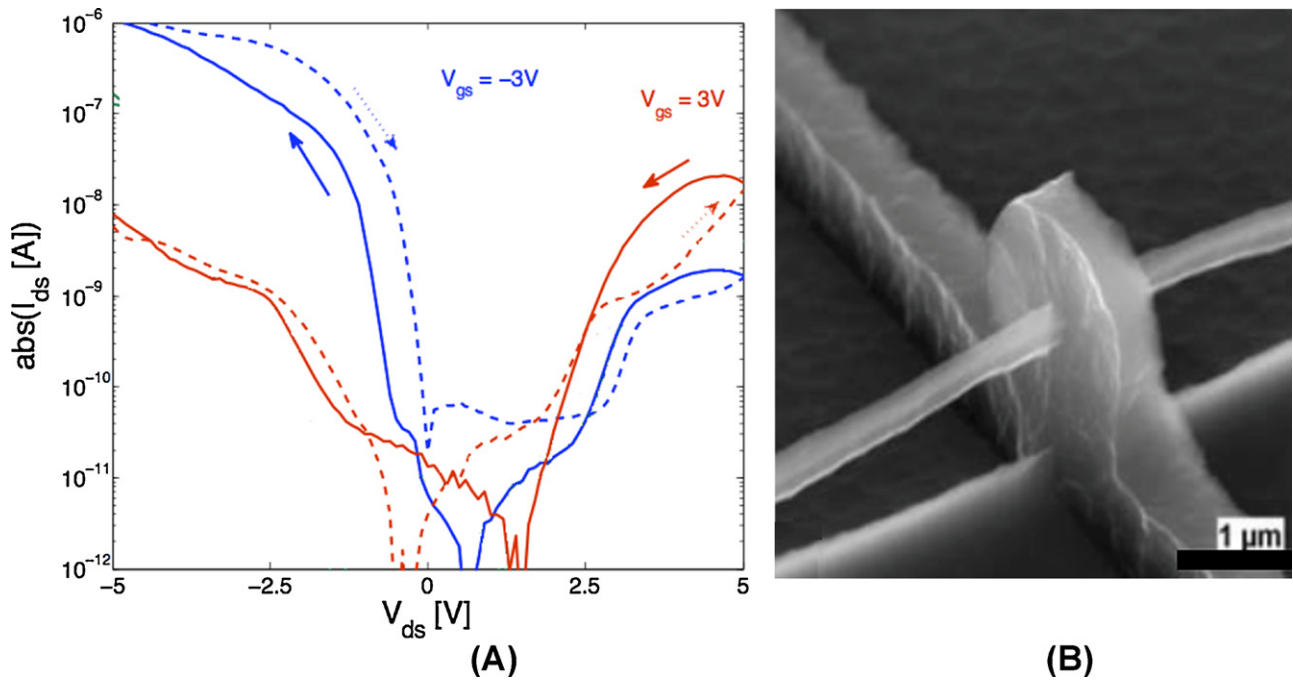 10^-6
10^-7
10^-8
10^-9
10^-10
10^-11
10^-12
abs(I_ds [A])
V_gs = −3V
V_gs = 3V
−5
−2.5
0
2.5
5
V_ds [V]
(A)
1 µm
(B)